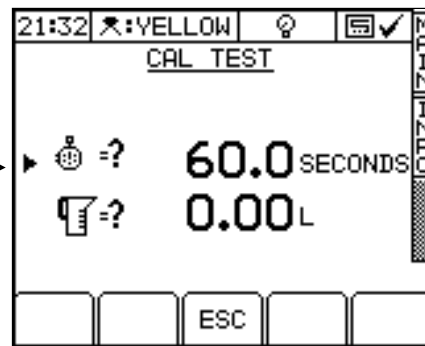 21:32 :YELLOW
CAL TEST
=? 60.0 SECONDS
=? 0.00 L
ESC